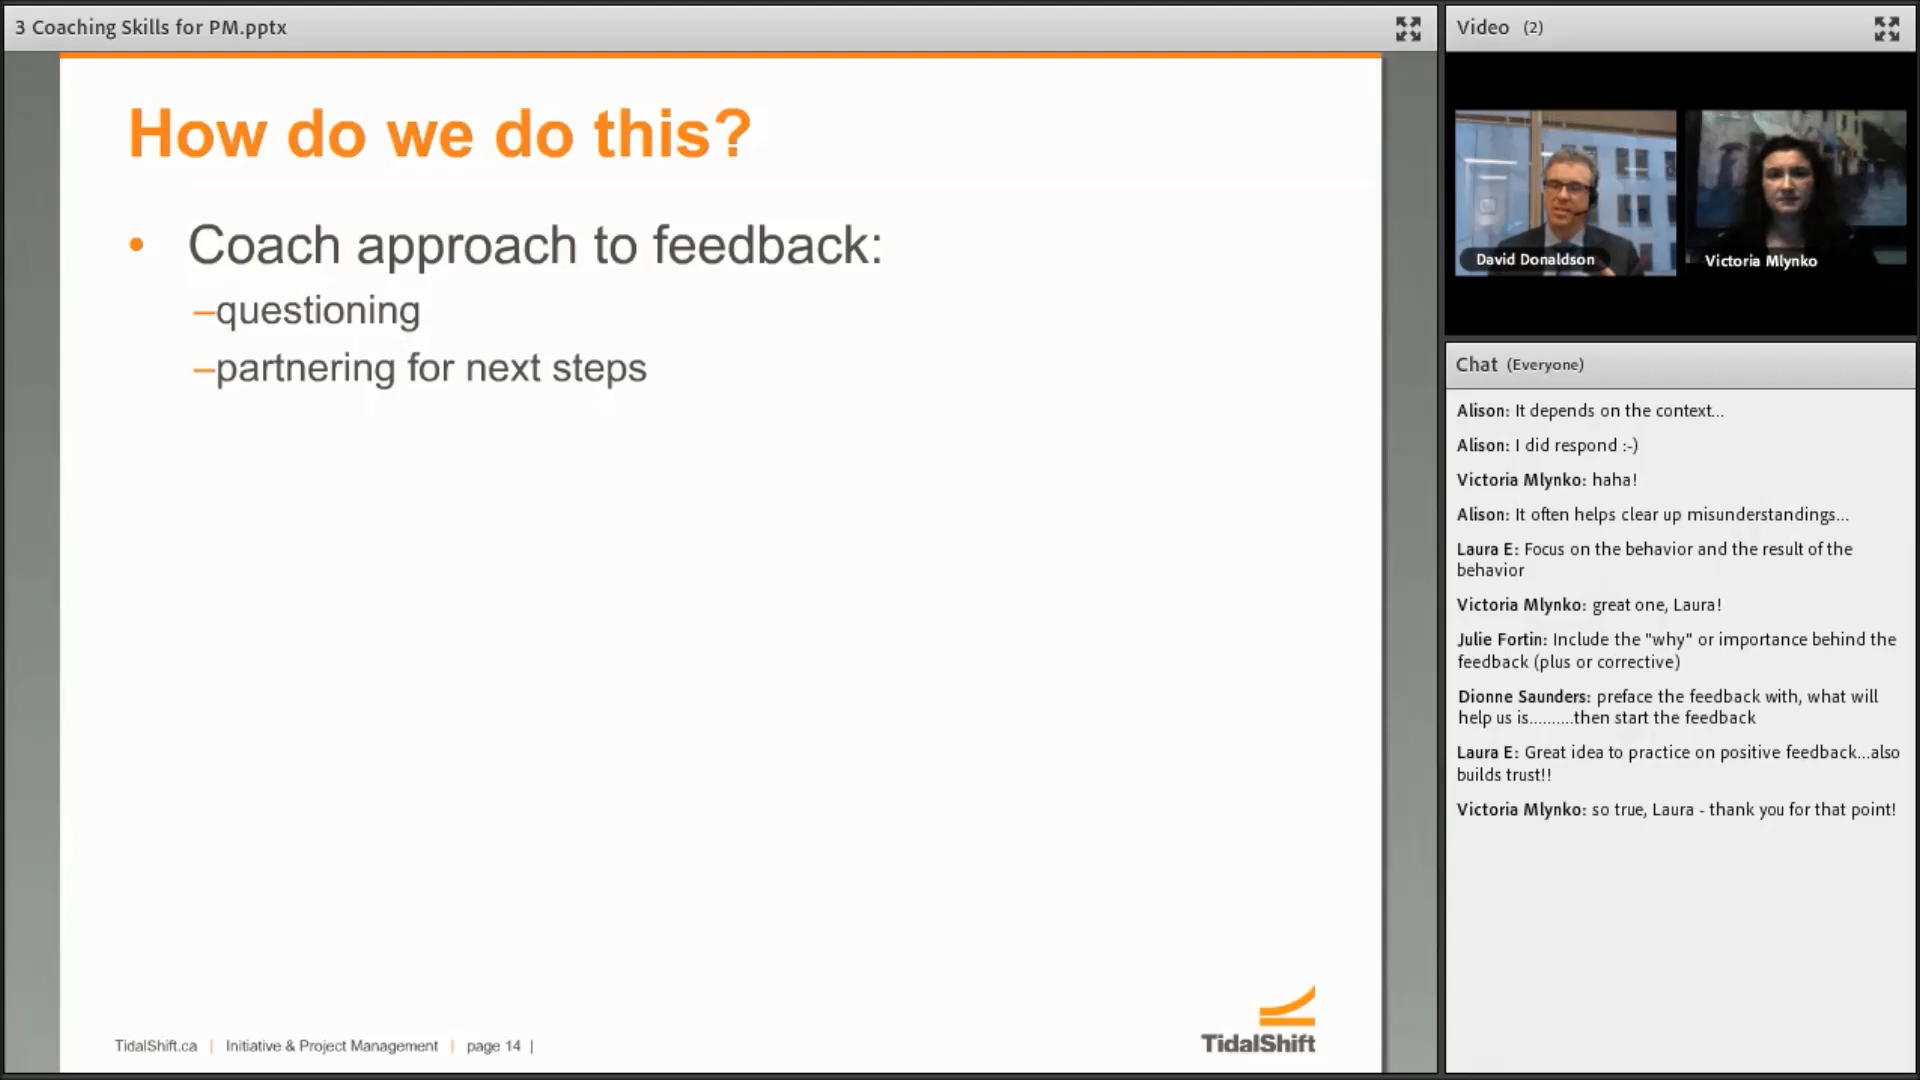 3 Coaching Skills for PM.pptx
How do we do this?
• Coach approach to feedback:
–questioning
–partnering for next steps
TidalShift.ca | Initiative & Project Management | page 14 |
TidalShift
Video (2)
David Donaldson
Victoria Mlynko
Chat (Everyone)
Alison: It depends on the context...
Alison: I did respond :-)
Victoria Mlynko: haha!
Alison: It often helps clear up misunderstandings...
Laura E: Focus on the behavior and the result of the
behavior
Victoria Mlynko: great one, Laura!
Julie Fortin: Include the "why" or importance behind the
feedback (plus or corrective)
Dionne Saunders: preface the feedback with, what will
help us is..........then start the feedback
Laura E: Great idea to practice on positive feedback...also
builds trust!!
Victoria Mlynko: so true, Laura - thank you for that point!